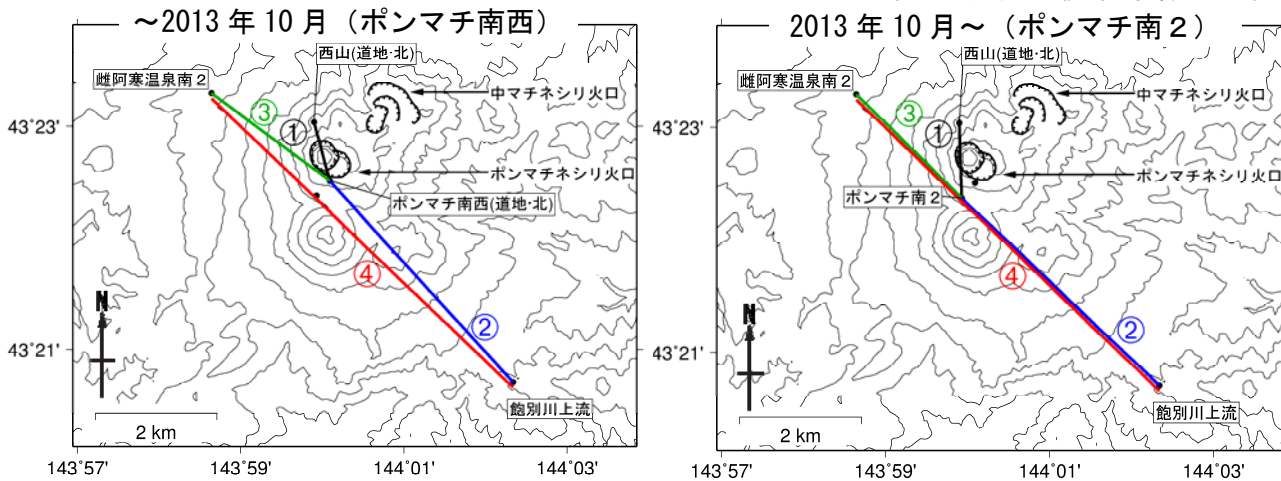 ～2013 年 10 月（ポンマチ南西）
西山(道地・北)
雌阿寒温泉南２
中マチネシリ火口
③
①
43°23'
ポンマチネシリ火口
ポンマチ南西(道地・北)
④
②
N
43°21'
飽別川上流
2 km
143°57'
143°59'
144°01'
144°03'
2013 年 10 月～（ポンマチ南２）
西山(道地・北)
雌阿寒温泉南２
中マチネシリ火口
③
①
43°23'
ポンマチネシリ火口
ポンマチ南２
④
②
N
43°21'
飽別川上流
2 km
143°57'
143°59'
144°01'
144°03'